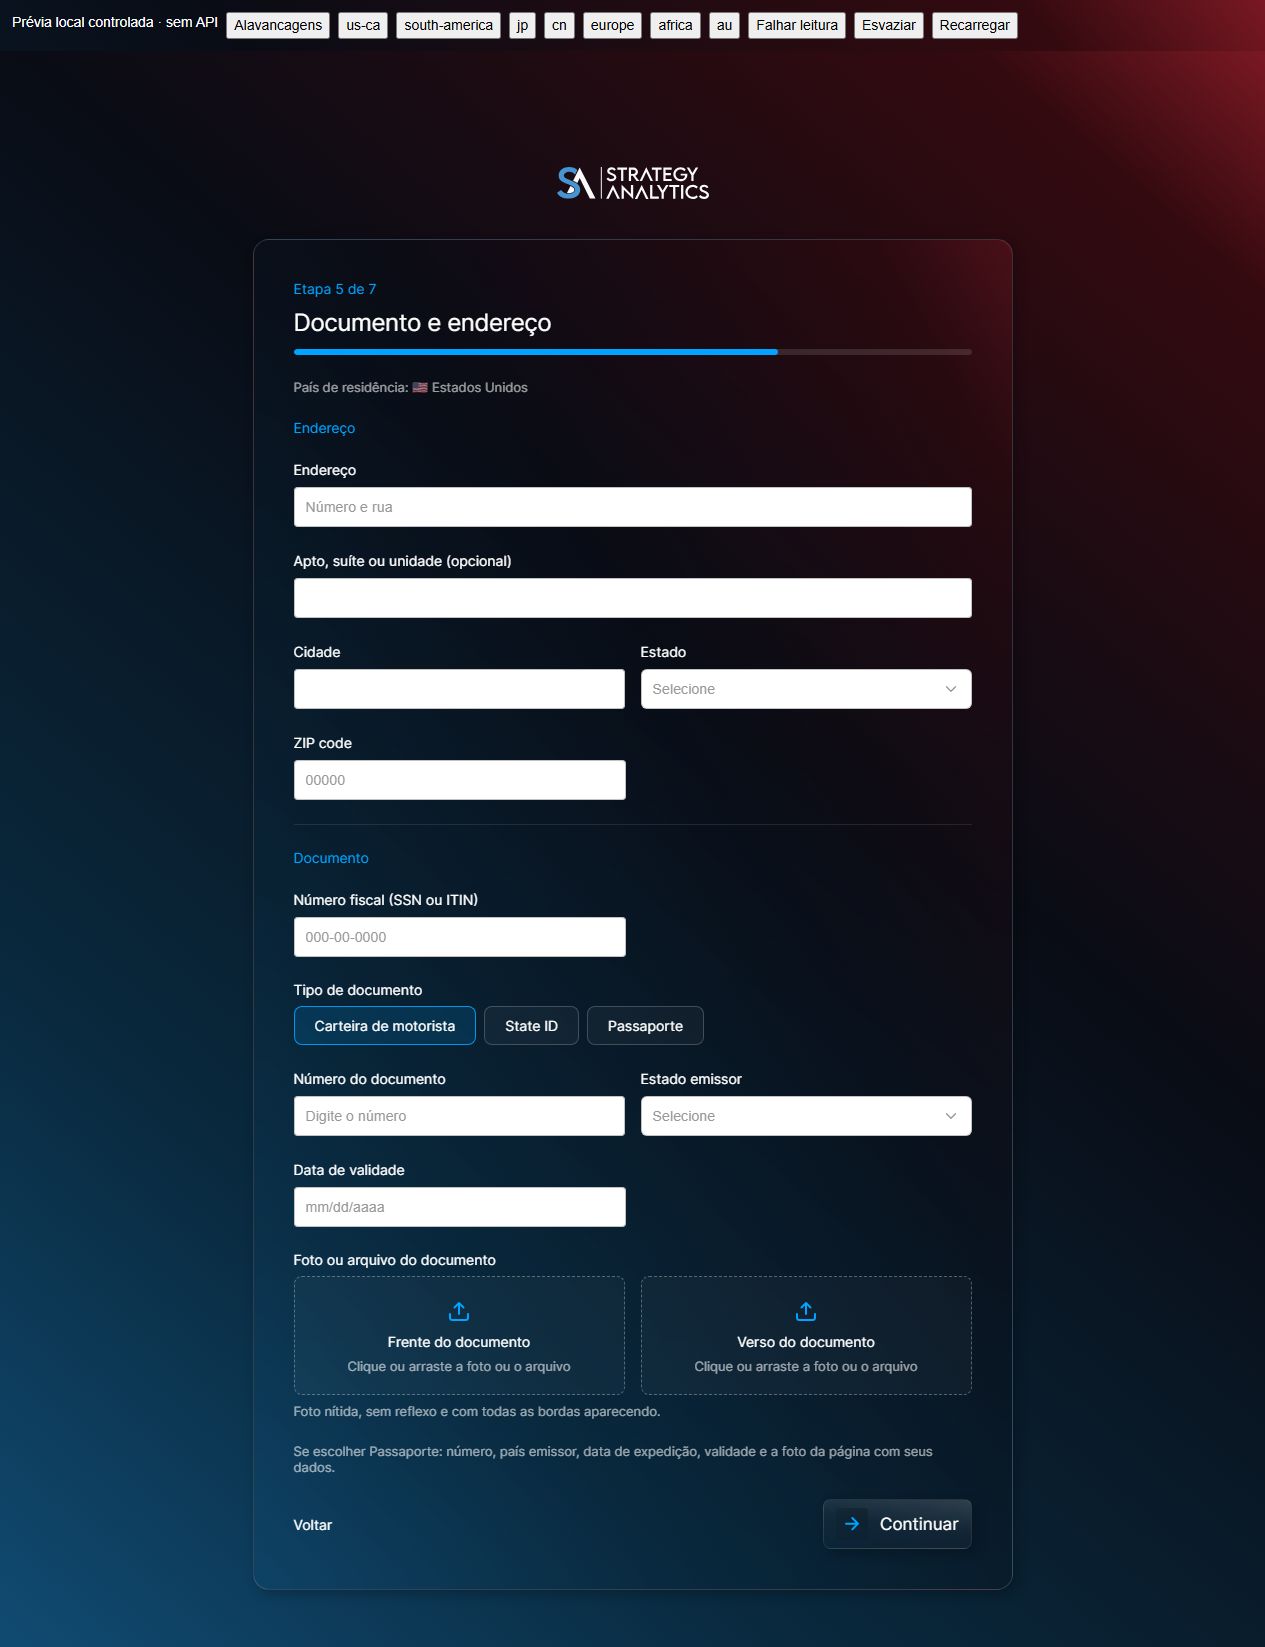 Prévia local controlada · sem API Alavancagens us-ca south-america jp cn europe africa au Falhar leitura Esvaziar Recarregar
SA STRATEGY
ANALYTICS
Etapa 5 de 7
Documento e endereço
País de residência: 🇺🇸 Estados Unidos
Endereço
Endereço
Número e rua
Apto, suíte ou unidade (opcional)
Cidade Estado
Selecione
ZIP code
00000
Documento
Número fiscal (SSN ou ITIN)
000-00-0000
Tipo de documento
Carteira de motorista State ID Passaporte
Número do documento Estado emissor
Digite o número Selecione
Data de validade
mm/dd/aaaa
Foto ou arquivo do documento
Frente do documento Verso do documento
Clique ou arraste a foto ou o arquivo Clique ou arraste a foto ou o arquivo
Foto nítida, sem reflexo e com todas as bordas aparecendo.
Se escolher Passaporte: número, país emissor, data de expedição, validade e a foto da página com seus
dados.
Voltar Continuar